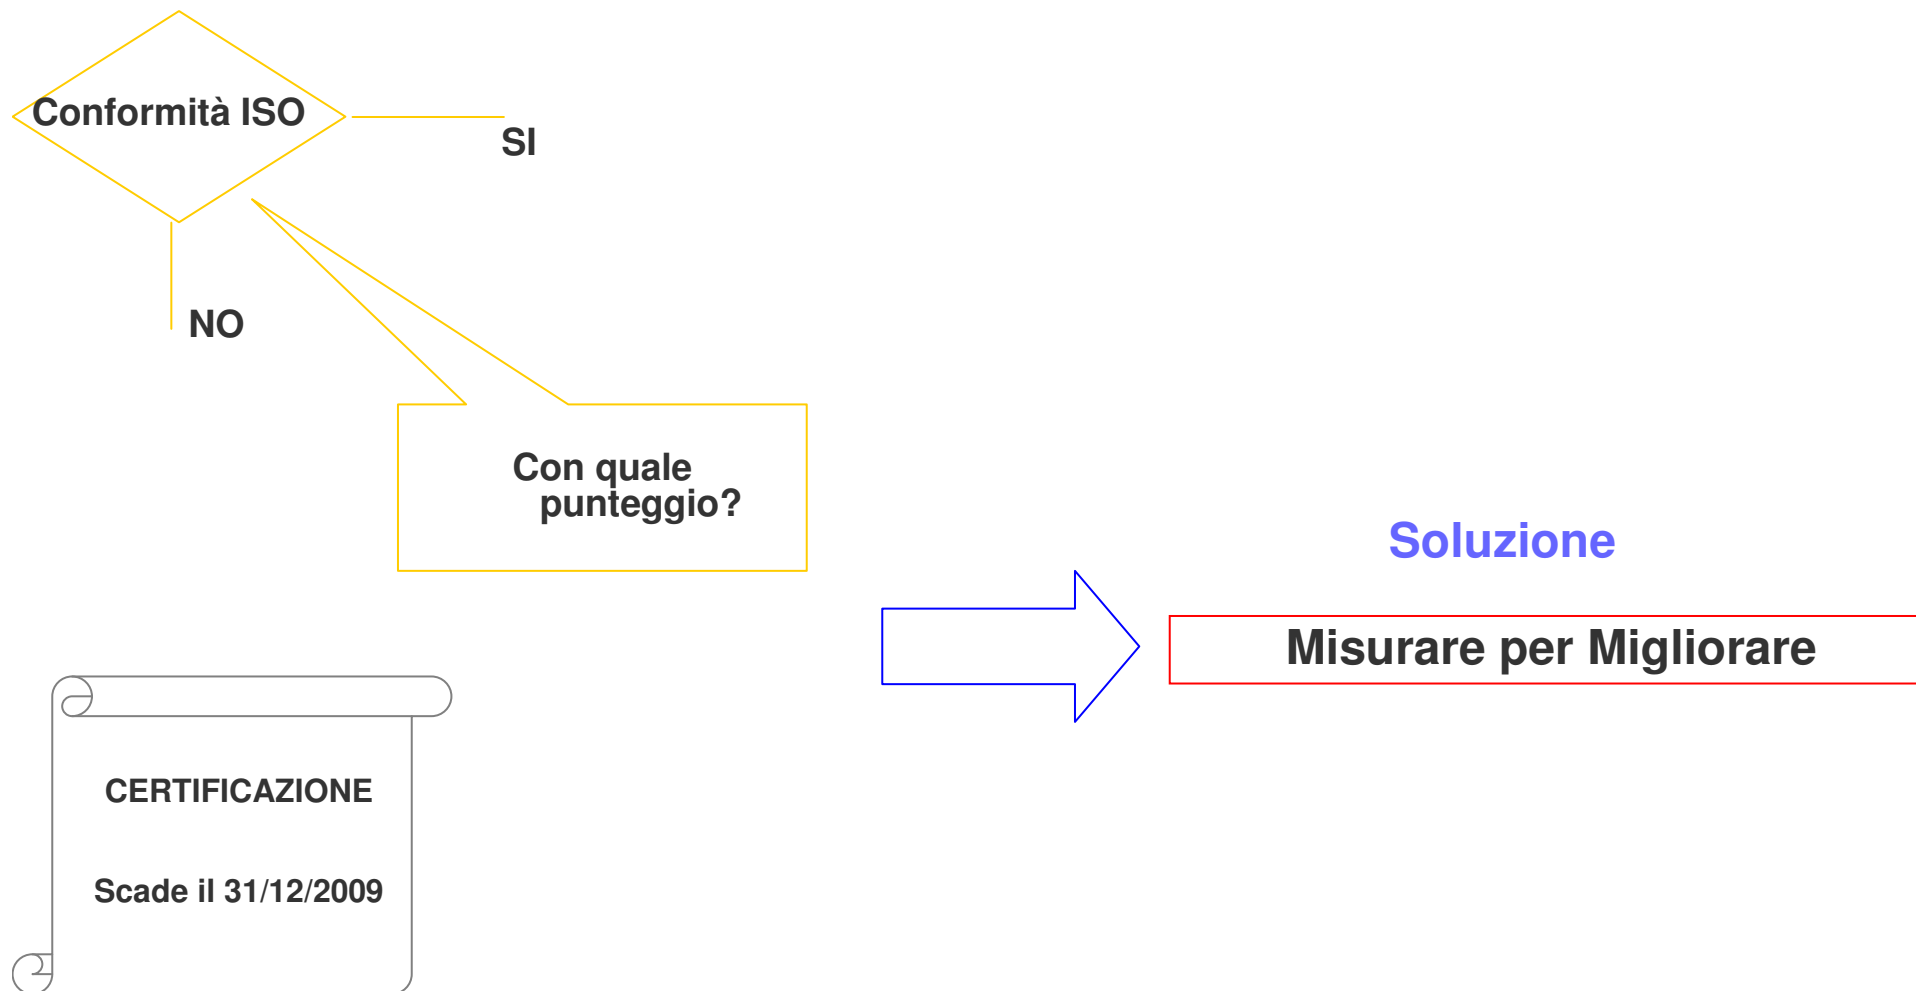 Conformità ISO
SI
NO
Con quale
punteggio?
Soluzione
Misurare per Migliorare
CERTIFICAZIONE
Scade il 31/12/2009